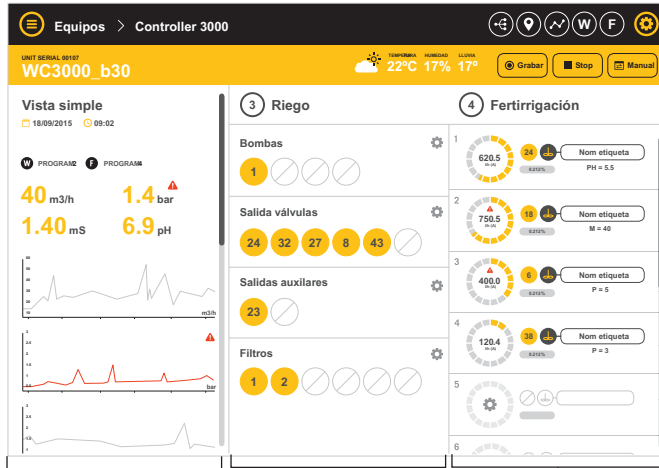 Equipos > Controller 3000
W F
UNIT SERIAL 00107
WC3000_b30
TEMPERATURA HUMEDAD LLUVIA
22ºC 17% 17º
Grabar Stop Manual
Vista simple
18/09/2015 09:02
W PROGRAM2 F PROGRAM4
40 m3/h 1.4 bar
1.40 mS 6.9 pH
m3/h
bar
3 Riego
Bombas
1
Salida válvulas
24 32 27 8 43
Salidas auxilares
23
Filtros
1 2
4 Fertirrigación
1 620.5 24 Nom etiqueta
0.212% PH = 5.5
2 750.5 18 Nom etiqueta
0.212% M = 40
3 400.0 6 Nom etiqueta
0.212% P = 5
4 120.4 38 Nom etiqueta
0.212% P = 3
5
6